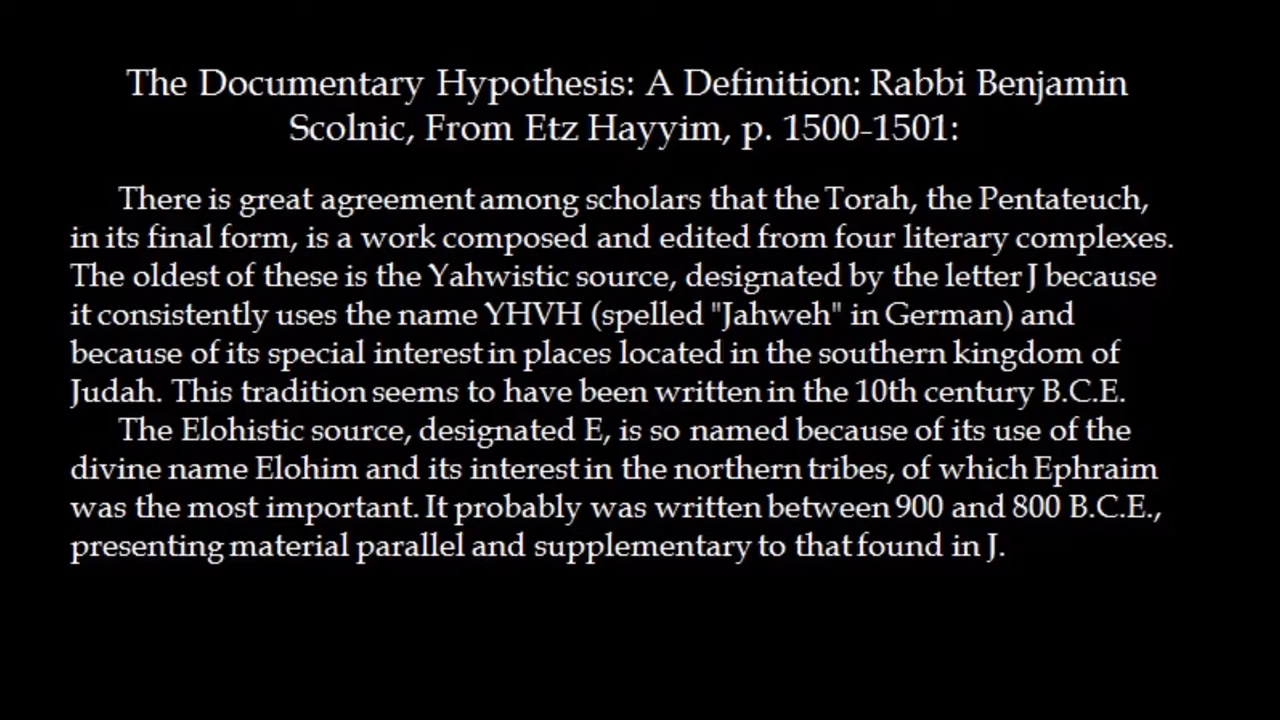 The Documentary Hypothesis: A Definition: Rabbi Benjamin
Scolnic, From Etz Hayyim, p. 1500-1501:
There is great agreement among scholars that the Torah, the Pentateuch,
in its final form, is a work composed and edited from four literary complexes.
The oldest of these is the Yahwistic source, designated by the letter J because
it consistently uses the name YHVH (spelled "Jahweh" in German) and
because of its special interest in places located in the southern kingdom of
Judah. This tradition seems to have been written in the 10th century B.C.E.
The Elohistic source, designated E, is so named because of its use of the
divine name Elohim and its interest in the northern tribes, of which Ephraim
was the most important. It probably was written between 900 and 800 B.C.E.,
presenting material parallel and supplementary to that found in J.